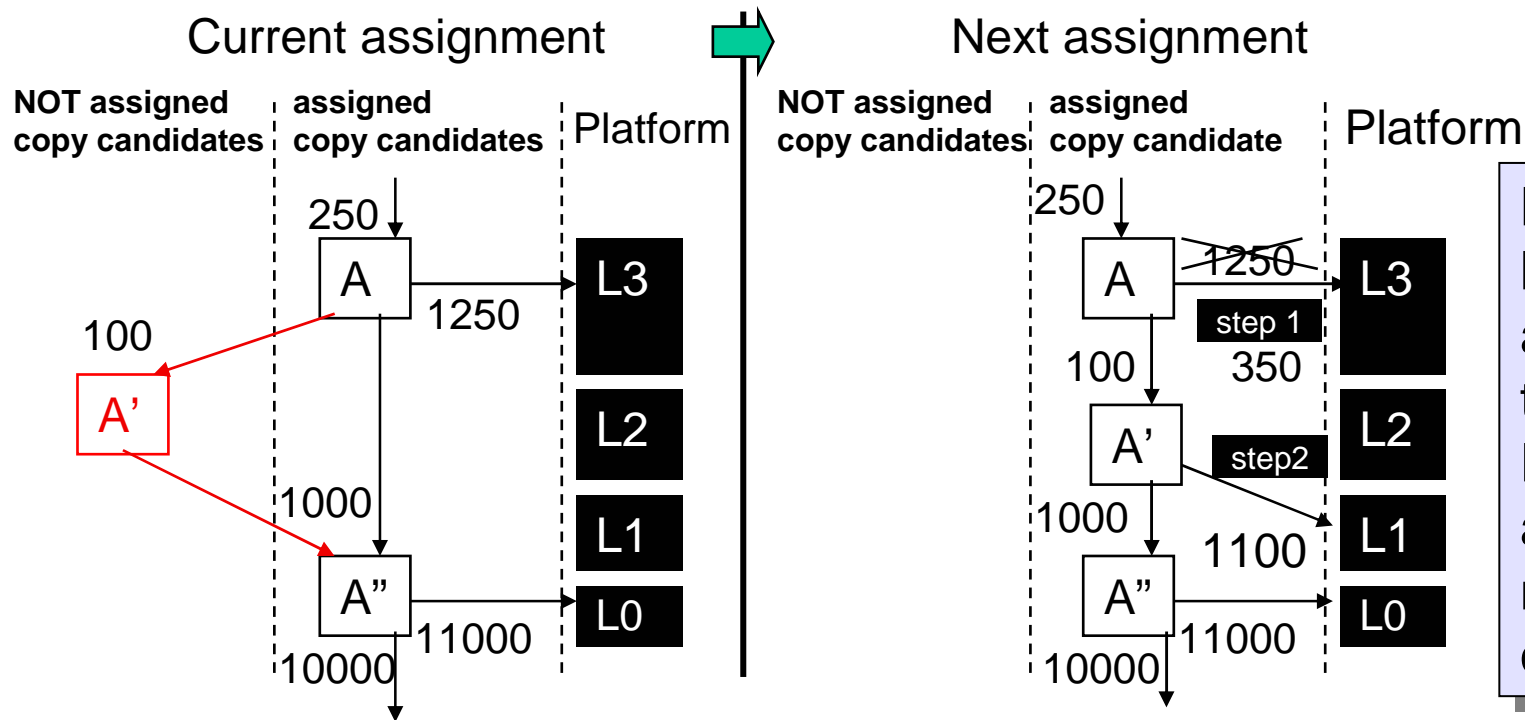 Current assignment
NOT assigned
copy candidates
assigned
copy candidates
Platform
250
A
1250
L3
100
A’
L2
1000
L1
A”
11000
L0
10000
Next assignment
NOT assigned
copy candidates
assigned
copy candidate
Platform
250
A
1250
L3
step 1
100
350
A’
L2
step2
1000
1100
L1
A”
11000
L0
10000